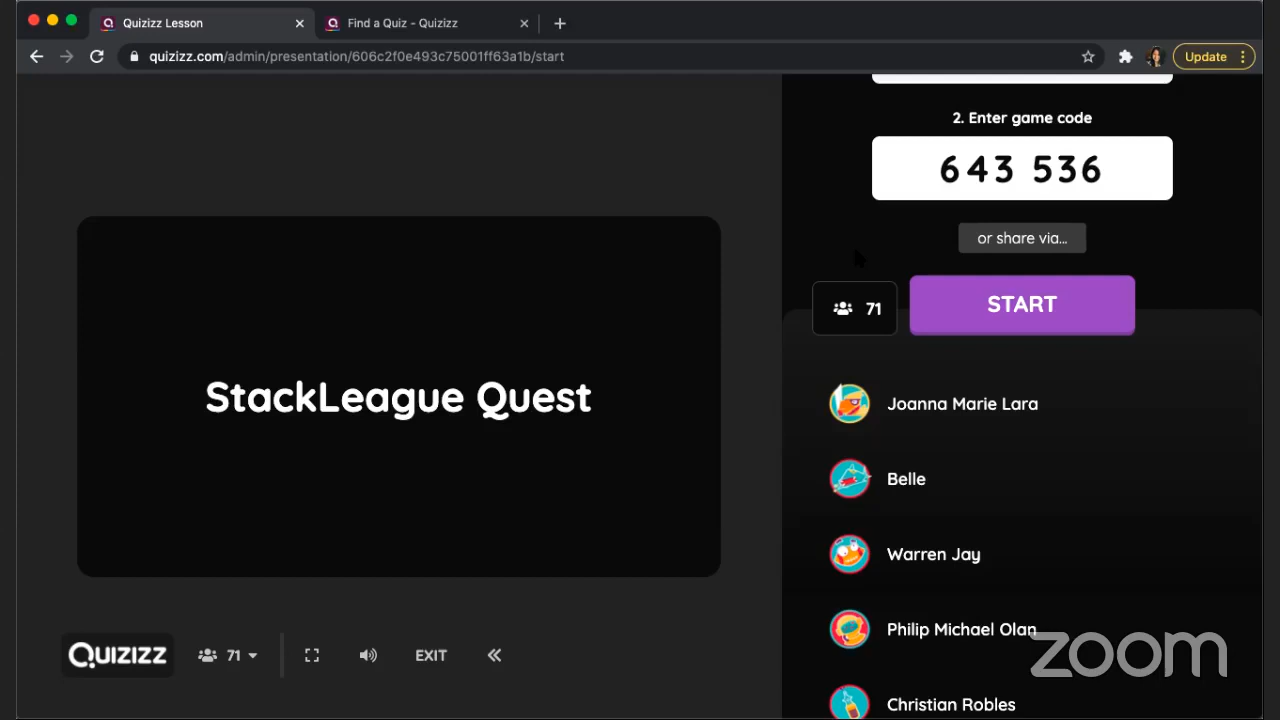 Quizizz Lesson
Find a Quiz - Quizizz
quizizz.com/admin/presentation/606c2f0e493c75001ff63a1b/start
Update
2. Enter game code
643 536
or share via...
71
START
StackLeague Quest
Joanna Marie Lara
Belle
Warren Jay
Philip Michael Olan
Christian Robles
QUIZIZZ
71
EXIT
zoom